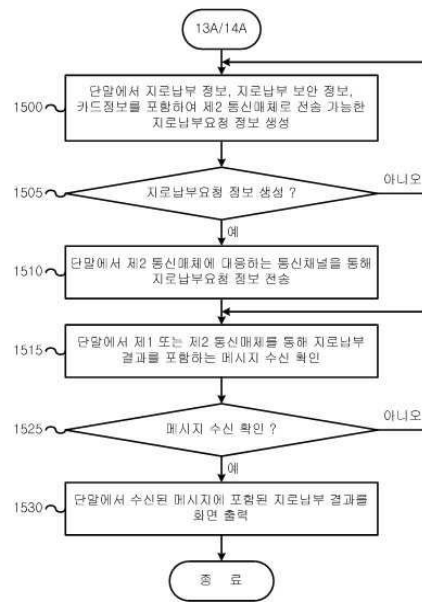 13A/14A
1500
단말에서 지로납부 정보, 지로납부 보안 정보,
카드정보를 포함하여 제2 통신매체로 전송 가능한
지로납부요청 정보 생성
1505
지로납부요청 정보 생성 ?
아니오
예
1510
단말에서 제2 통신매체에 대응하는 통신채널을 통해
지로납부요청 정보 전송
1515
단말에서 제1 또는 제2 통신매체를 통해 지로납부
결과를 포함하는 메시지 수신 확인
1525
메시지 수신 확인 ?
아니오
예
1530
단말에서 수신된 메시지에 포함된 지로납부 결과를
화면 출력
종 료